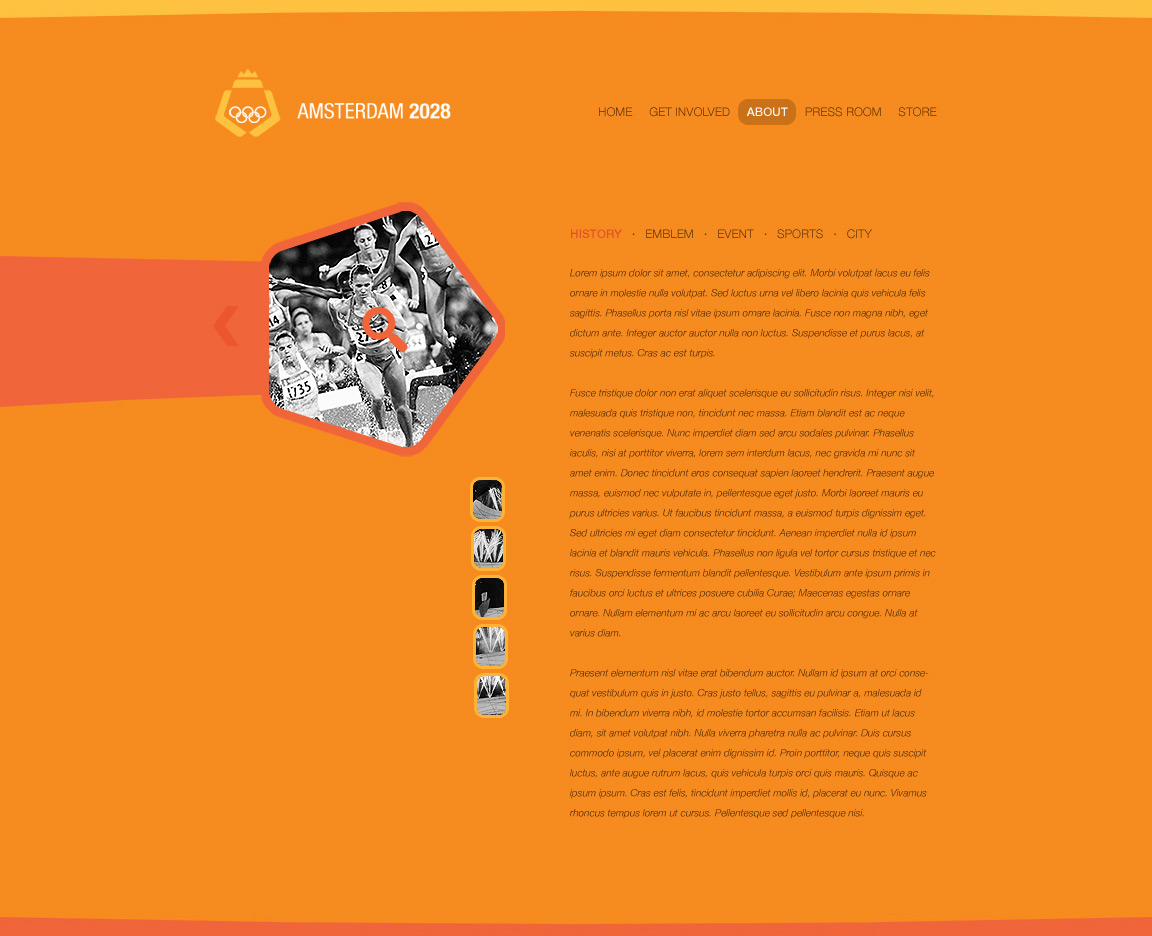 AMSTERDAM 2028
HOME GET INVOLVED ABOUT PRESS ROOM STORE
HISTORY · EMBLEM · EVENT · SPORTS · CITY
Lorem ipsum dolor sit amet, consectetur adipiscing elit. Morbi volutpat lacus eu felis
ornare in molestie nulla volutpat. Sed luctus urna vel libero lacinia quis vehicula felis
sagittis. Phasellus porta nisl vitae ipsum ornare lacinia. Fusce non magna nibh, eget
dictum ante. Integer auctor auctor nulla non luctus. Suspendisse et purus lacus, at
suscipit metus. Cras ac est turpis.
Fusce tristique dolor non erat aliquet scelerisque eu sollicitudin risus. Integer nisi velit,
malesuada quis tristique non, tincidunt nec massa. Etiam blandit est ac neque
venenatis scelerisque. Nunc imperdiet diam sed arcu sodales pulvinar. Phasellus
iaculis, nisi at porttitor viverra, lorem sem interdum lacus, nec gravida mi nunc sit
amet enim. Donec tincidunt eros consequat sapien laoreet hendrerit. Praesent augue
massa, euismod nec vulputate in, pellentesque eget justo. Morbi laoreet mauris eu
purus ultricies varius. Ut faucibus tincidunt massa, a euismod turpis dignissim eget.
Sed ultricies mi eget diam consectetur tincidunt. Aenean imperdiet nulla id ipsum
lacinia et blandit mauris vehicula. Phasellus non ligula vel tortor cursus tristique et nec
risus. Suspendisse fermentum blandit pellentesque. Vestibulum ante ipsum primis in
faucibus orci luctus et ultrices posuere cubilia Curae; Maecenas egestas ornare
ornare. Nullam elementum mi ac arcu laoreet eu sollicitudin arcu congue. Nulla at
varius diam.
Praesent elementum nisl vitae erat bibendum auctor. Nullam id ipsum at orci conse-
quat vestibulum quis in justo. Cras justo tellus, sagittis eu pulvinar a, malesuada id
mi. In bibendum viverra nibh, id molestie tortor accumsan facilisis. Etiam ut lacus
diam, sit amet volutpat nibh. Nulla viverra pharetra nulla ac pulvinar. Duis cursus
commodo ipsum, vel placerat enim dignissim id. Proin porttitor, neque quis suscipit
luctus, ante augue rutrum lacus, quis vehicula turpis orci quis mauris. Quisque ac
ipsum ipsum. Cras est felis, tincidunt imperdiet mollis id, placerat eu nunc. Vivamus
rhoncus tempus lorem ut cursus. Pellentesque sed pellentesque nisi.